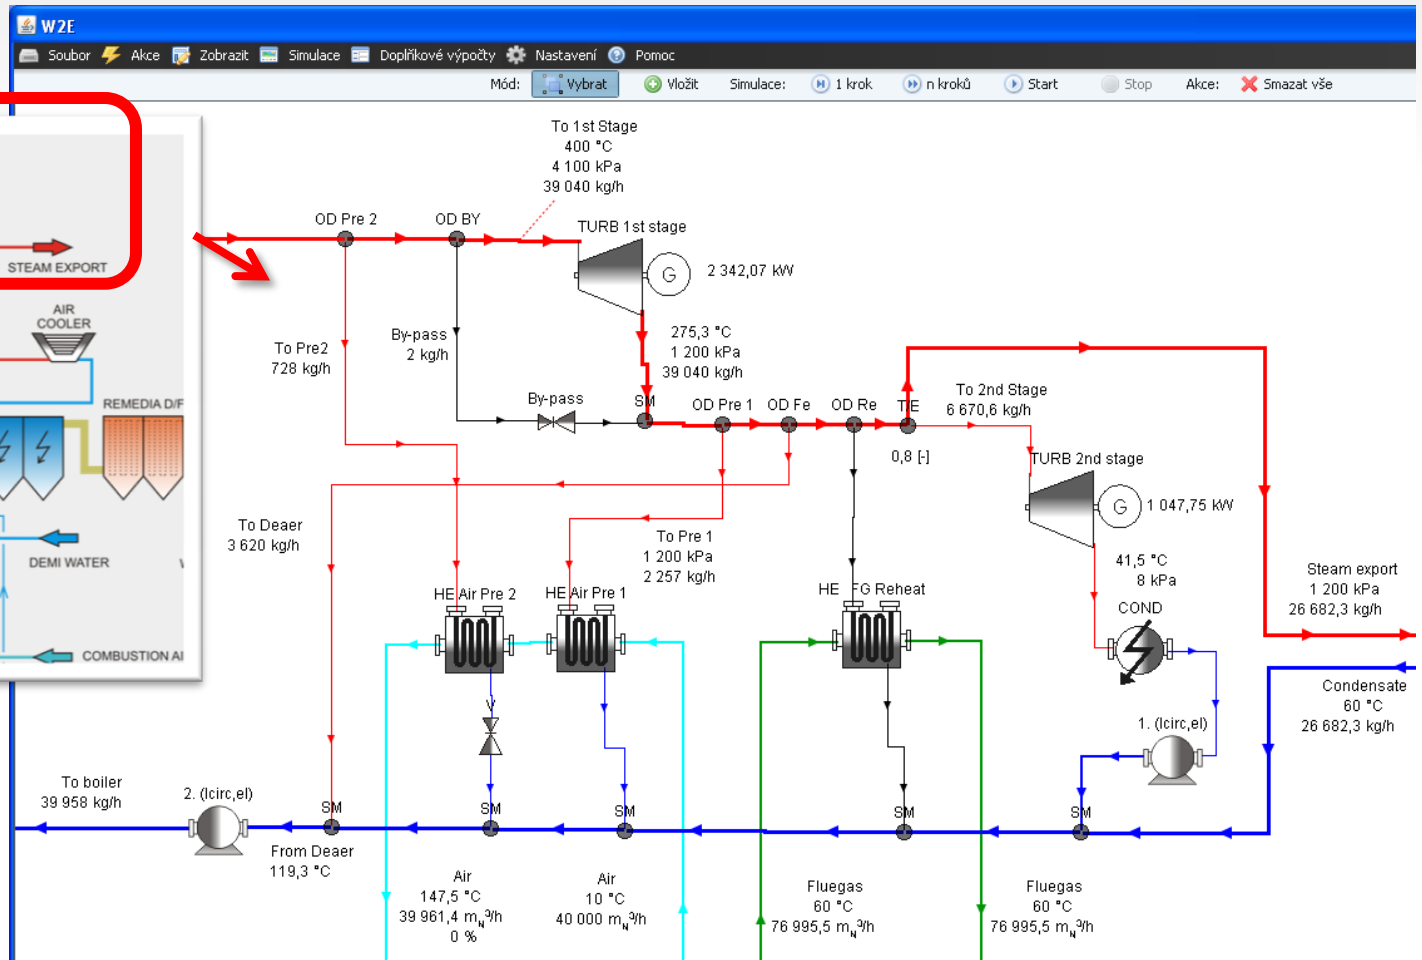 W2E
Soubor Akce Zobrazit Simulace Doplňkové výpočty Nastavení Pomoc
Mód: Vybrat Vložit Simulace: 1 krok n kroků Start Stop Akce: Smazat vše
To 1st Stage
400 °C
4 100 kPa
39 040 kg/h
OD Pre 2
OD BY
TURB 1st stage
G
2 342,07 kW
STEAM EXPORT
AIR
COOLER
REMEDIA D/F
DEMI WATER
COMBUSTION AI
To Pre2
728 kg/h
By-pass
2 kg/h
275,3 °C
1 200 kPa
39 040 kg/h
By-pass
SM
OD Pre 1
OD Fe
OD Re
T/E
To 2nd Stage
6 670,6 kg/h
0,8 [-]
TURB 2nd stage
G
1 047,75 kW
To Deaer
3 620 kg/h
To Pre 1
1 200 kPa
2 257 kg/h
41,5 °C
8 kPa
COND
Steam export
1 200 kPa
26 682,3 kg/h
HE Air Pre 2
HE Air Pre 1
HE FG Reheat
Condensate
60 °C
26 682,3 kg/h
1. (Icirc,el)
To boiler
39 958 kg/h
2. (Icirc,el)
SM
SM
SM
SM
SM
From Deaer
119,3 °C
Air
147,5 °C
39 961,4 m_N³/h
0 %
Air
10 °C
40 000 m_N³/h
Fluegas
60 °C
76 995,5 m_N³/h
Fluegas
60 °C
76 995,5 m_N³/h